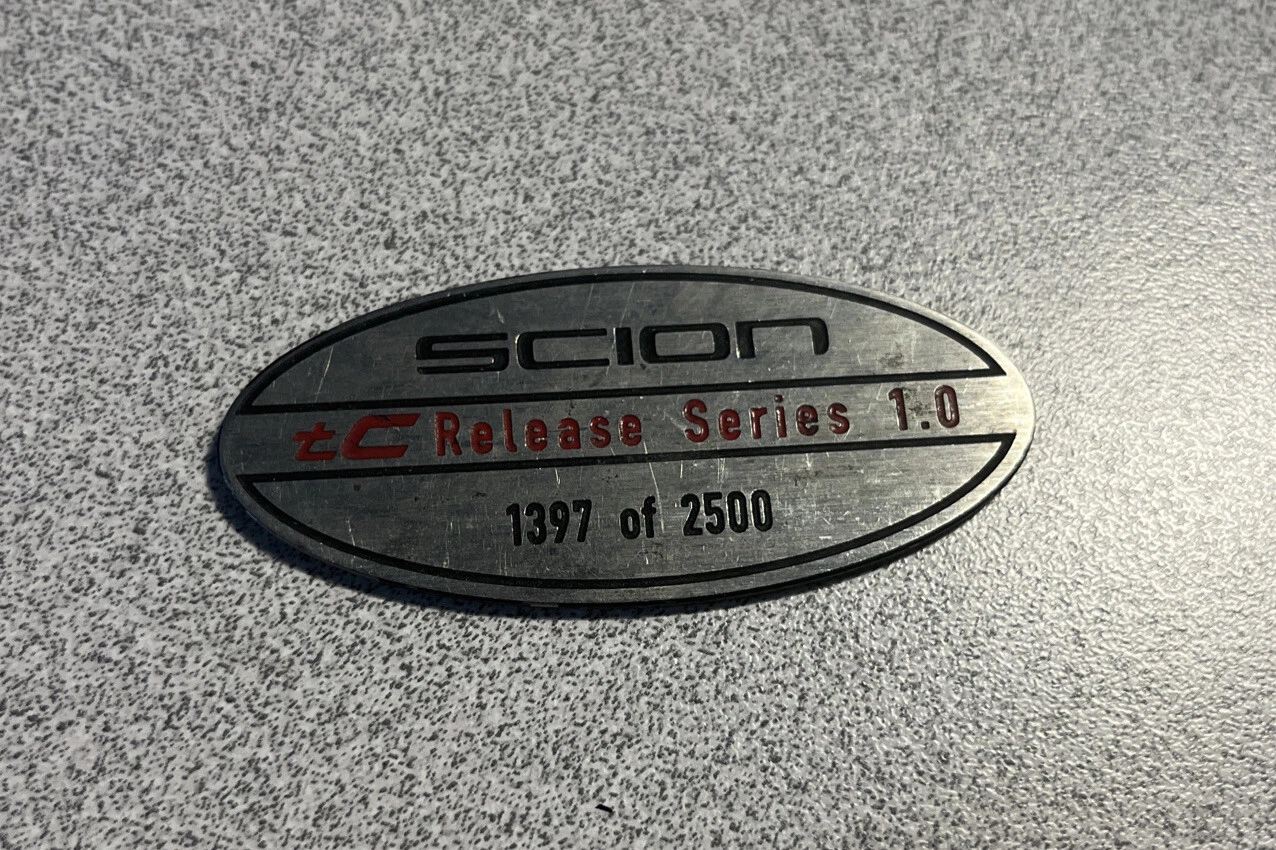 SCION
tC Release Series 1.0
1397 of 2500